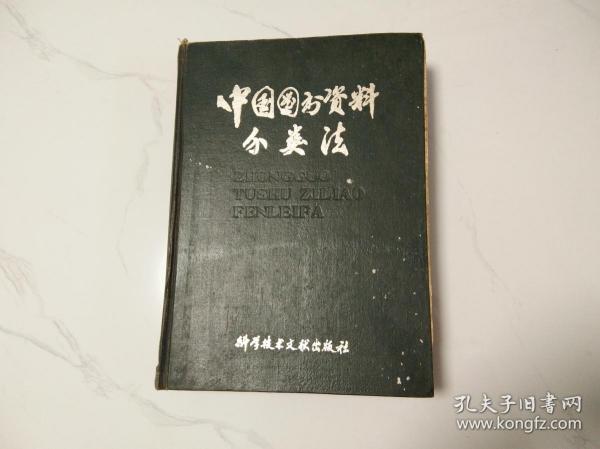 中国图书资料
分类法
ZHONGGUO
TUSHU ZILIAO
FENLEIFA
科学技术文献出版社
孔夫子旧书网
www.kongfz.com